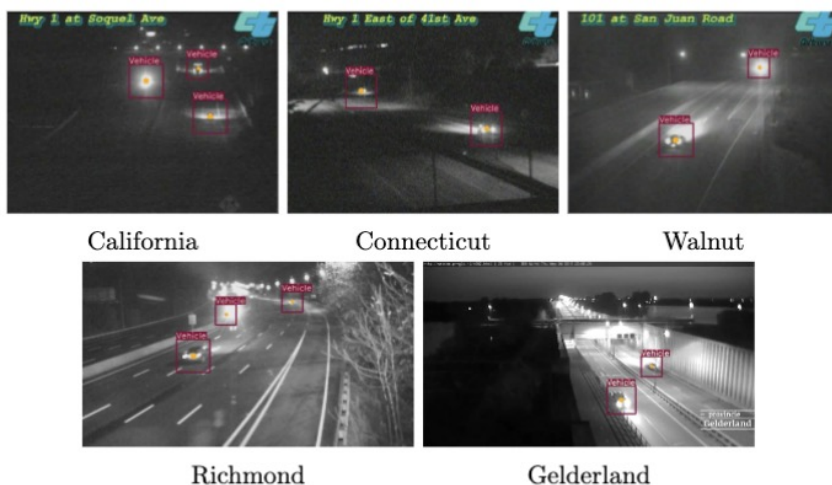 Hwy 1 at Soquel Ave
Hwy 1 East of 41st Ave
101 at San Juan Road
Vehicle
Vehicle
Vehicle
Vehicle
Vehicle
Vehicle
Vehicle
California
Connecticut
Walnut
Vehicle
Vehicle
Vehicle
Vehicle
Vehicle
provincie
Gelderland
Richmond
Gelderland